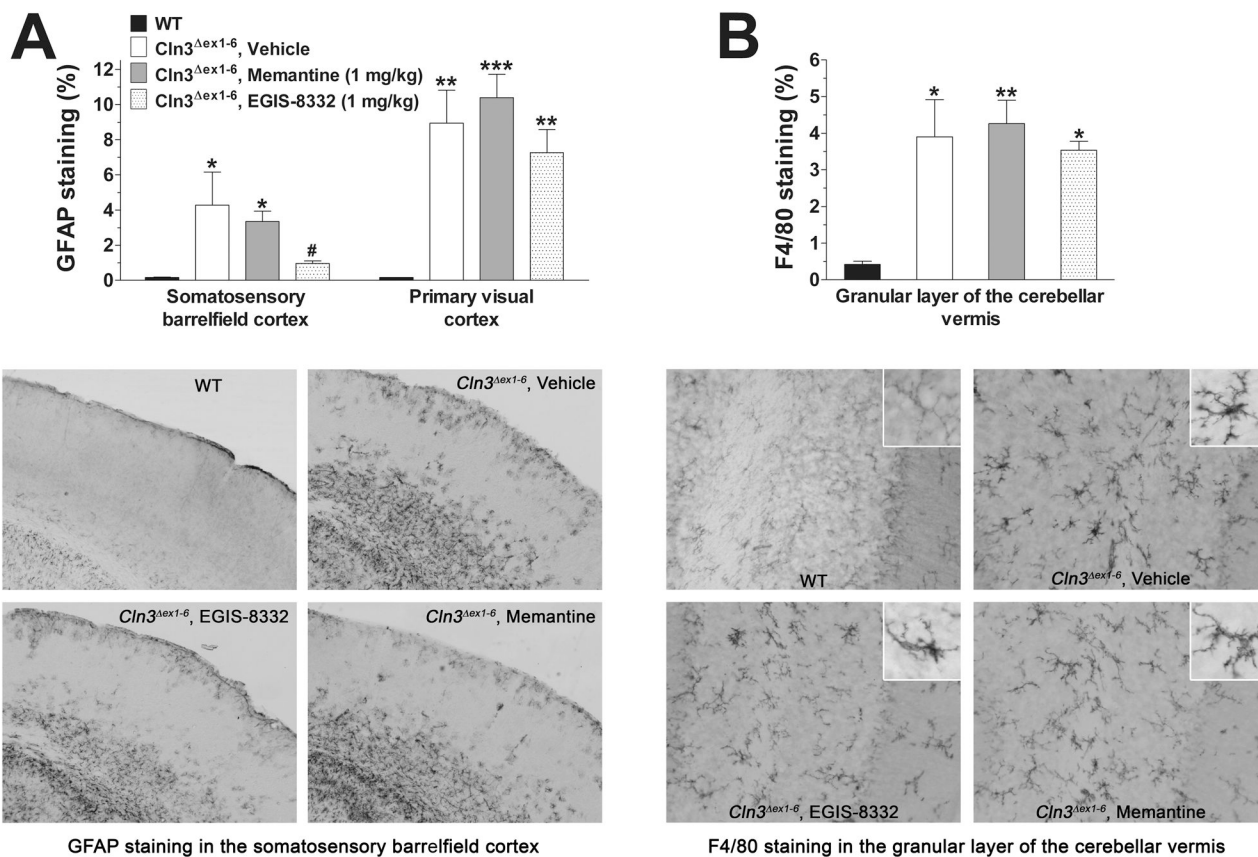 A
WT
Cln3Δex1-6, Vehicle
Cln3Δex1-6, Memantine (1 mg/kg)
Cln3Δex1-6, EGIS-8332 (1 mg/kg)
GFAP staining (%)
12
10
8
6
4
2
0
*
*
#
**
***
**
Somatosensory
barrelfield cortex
Primary visual
cortex
B
F4/80 staining (%)
6
5
4
3
2
1
0
*
**
*
Granular layer of the cerebellar
vermis
WT
Cln3Δex1-6, Vehicle
Cln3Δex1-6, EGIS-8332
Cln3Δex1-6, Memantine
GFAP staining in the somatosensory barrelfield cortex
WT
Cln3Δex1-6, Vehicle
Cln3Δex1-6, EGIS-8332
Cln3Δex1-6, Memantine
F4/80 staining in the granular layer of the cerebellar vermis